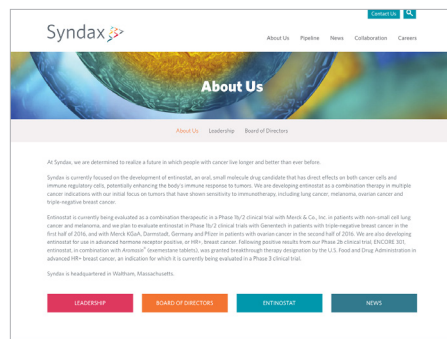 Contact Us
Syndax
About Us Pipeline News Collaboration Careers
About Us
About Us Leadership Board of Directors
At Syndax, we are determined to realize a future in which people with cancer live longer and better than ever before.
Syndax is currently focused on the development of entinostat, an oral, small molecule drug candidate that has direct effects on both cancer cells and
immune regulatory cells, potentially enhancing the body's immune response to tumors. We are developing entinostat as a combination therapy in multiple
cancer indications with our initial focus on tumors that have shown sensitivity to immunotherapy, including lung cancer, melanoma, ovarian cancer and
triple-negative breast cancer.
Entinostat is currently being evaluated as a combination therapeutic in a Phase 1b/2 clinical trial with Merck & Co., Inc. in patients with non-small cell lung
cancer and melanoma, and we plan to evaluate entinostat in Phase 1b/2 clinical trials with Genentech in patients with triple-negative breast cancer in the
first half of 2016, and with Merck KGaA, Darmstadt, Germany and Pfizer in patients with ovarian cancer in the second half of 2016. We are also developing
entinostat for use in advanced hormone receptor positive, or HR+, breast cancer. Following positive results from our Phase 2b clinical trial, ENCORE 301,
entinostat, in combination with Aromasin® (exemestane tablets), was granted breakthrough therapy designation by the U.S. Food and Drug Administration in
advanced HR+ breast cancer, an indication for which it is currently being evaluated in a Phase 3 clinical trial.
Syndax is headquartered in Waltham, Massachusetts.
LEADERSHIP BOARD OF DIRECTORS ENTINOSTAT NEWS